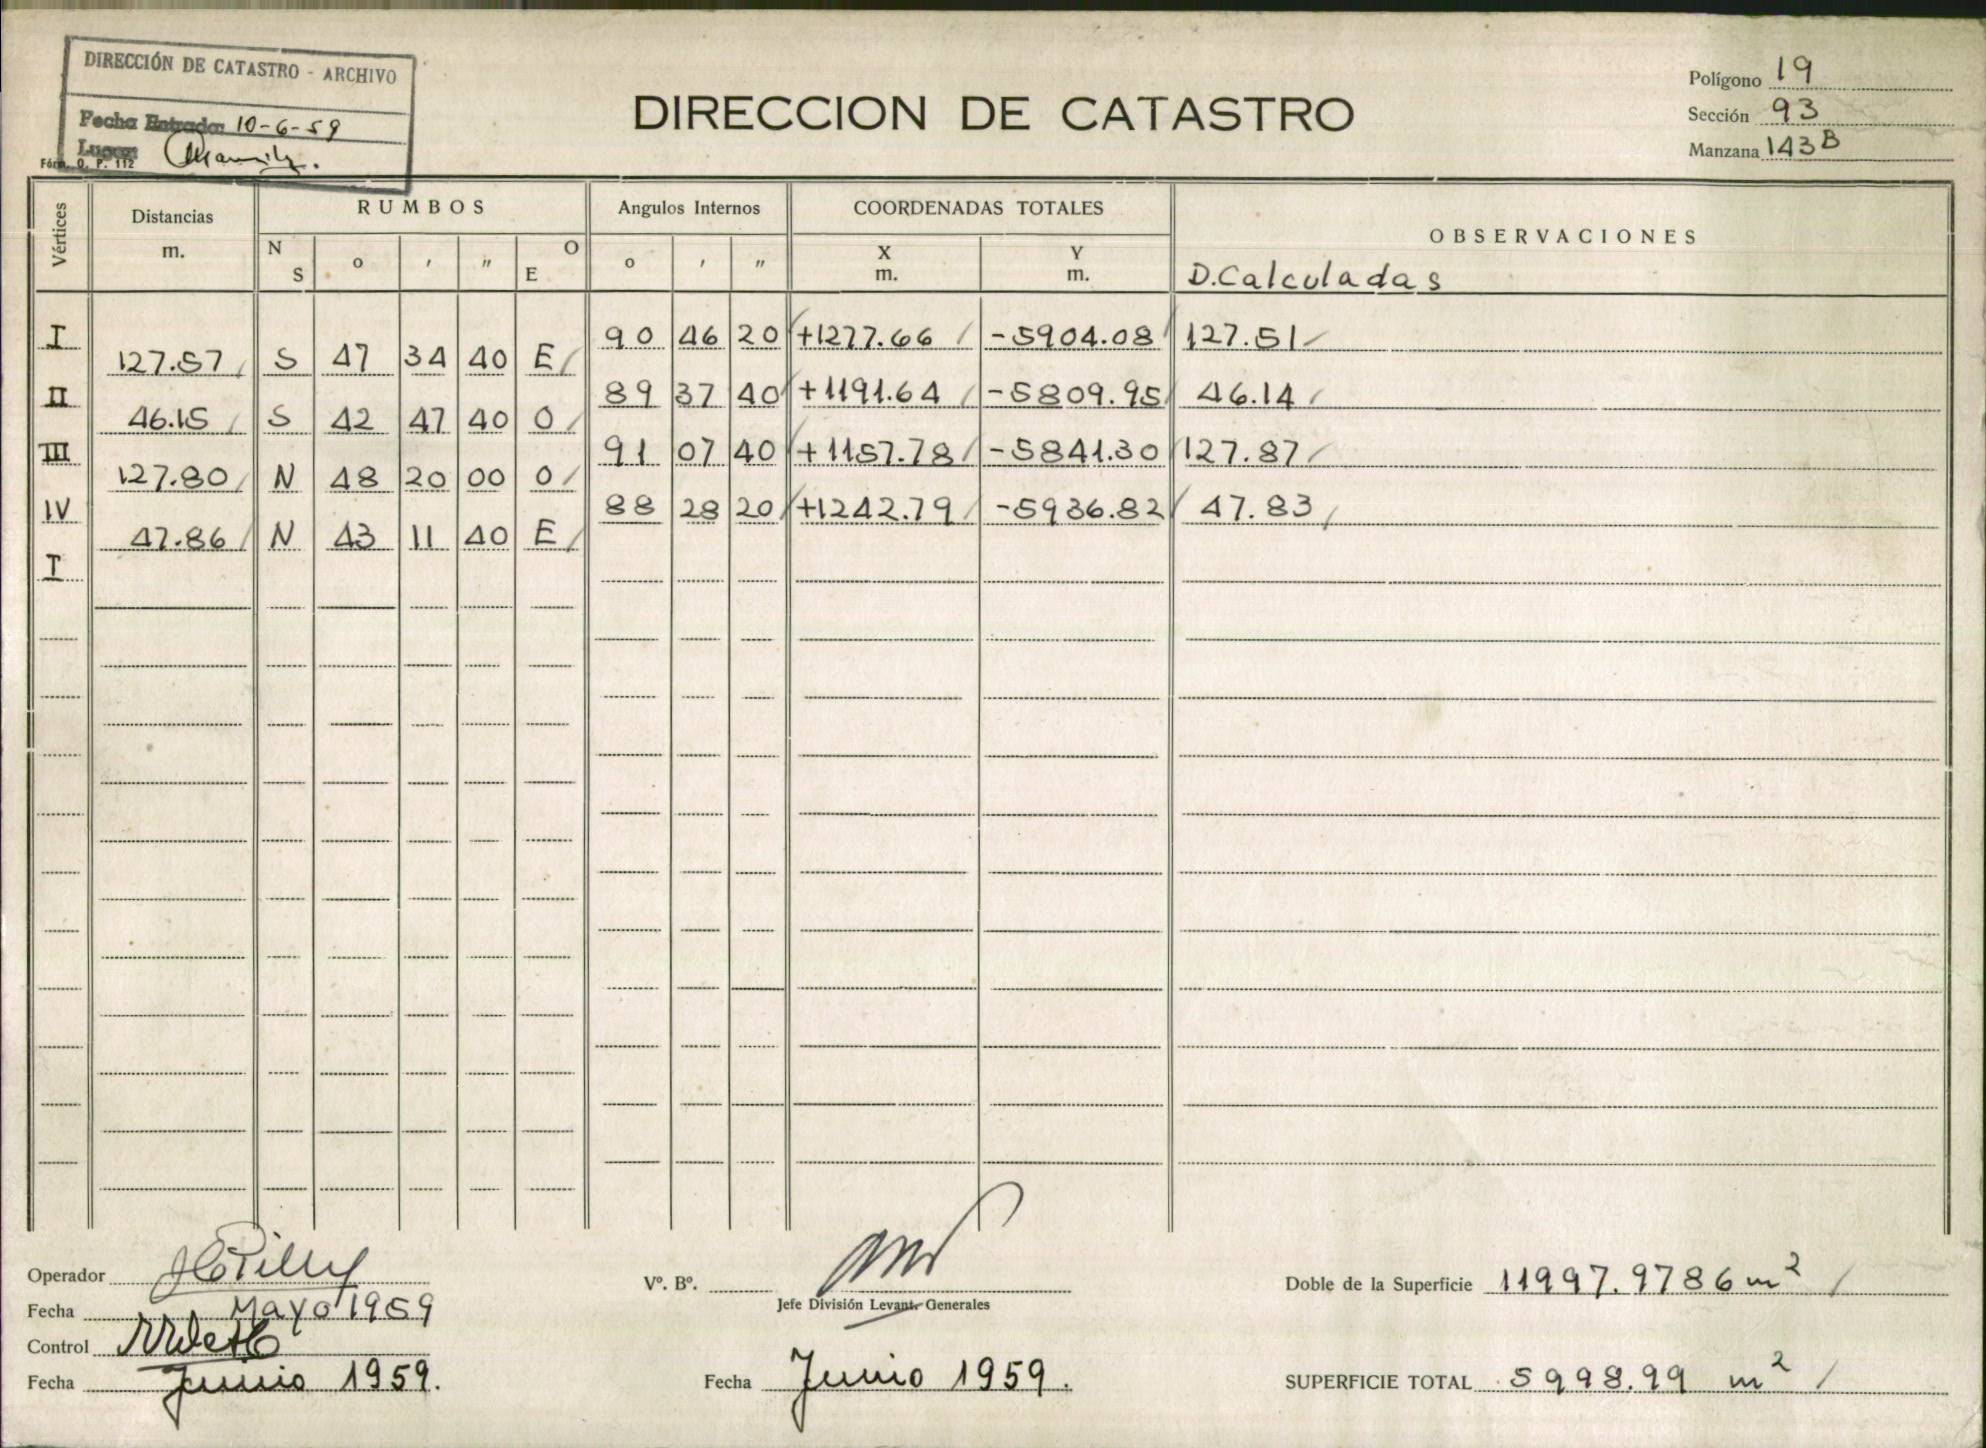 DIRECCIÓN DE CATASTRO - ARCHIVO
Fecha Entrada: 10-6-59
Fórm. O. P. 112
DIRECCION DE CATASTRO
Polígono 19
Sección 93
Manzana 143B
Vértices Distancias m. RUMBOS Angulos Internos COORDENADAS TOTALES OBSERVACIONES
N S o ' " O E o ' " X m. Y m. D. Calculadas
I 90 46 20 +1277.66 -5904.08 127.51
127.57 S 47 34 40 E
II 89 37 40 +1191.64 -5809.95 46.14
46.15 S 42 47 40 O
III 91 07 40 +1157.78 -5841.30 127.87
127.80 N 48 20 00 O
IV 88 28 20 +1242.79 -5936.82 47.83
47.86 N 43 11 40 E
I
Operador
Fecha Mayo 1959
Control
Fecha Junio 1959.
Vº. Bº.
Jefe División Levant. Generales
Fecha Junio 1959.
Doble de la Superficie 11997.9786 m2
SUPERFICIE TOTAL 5998.99 m2